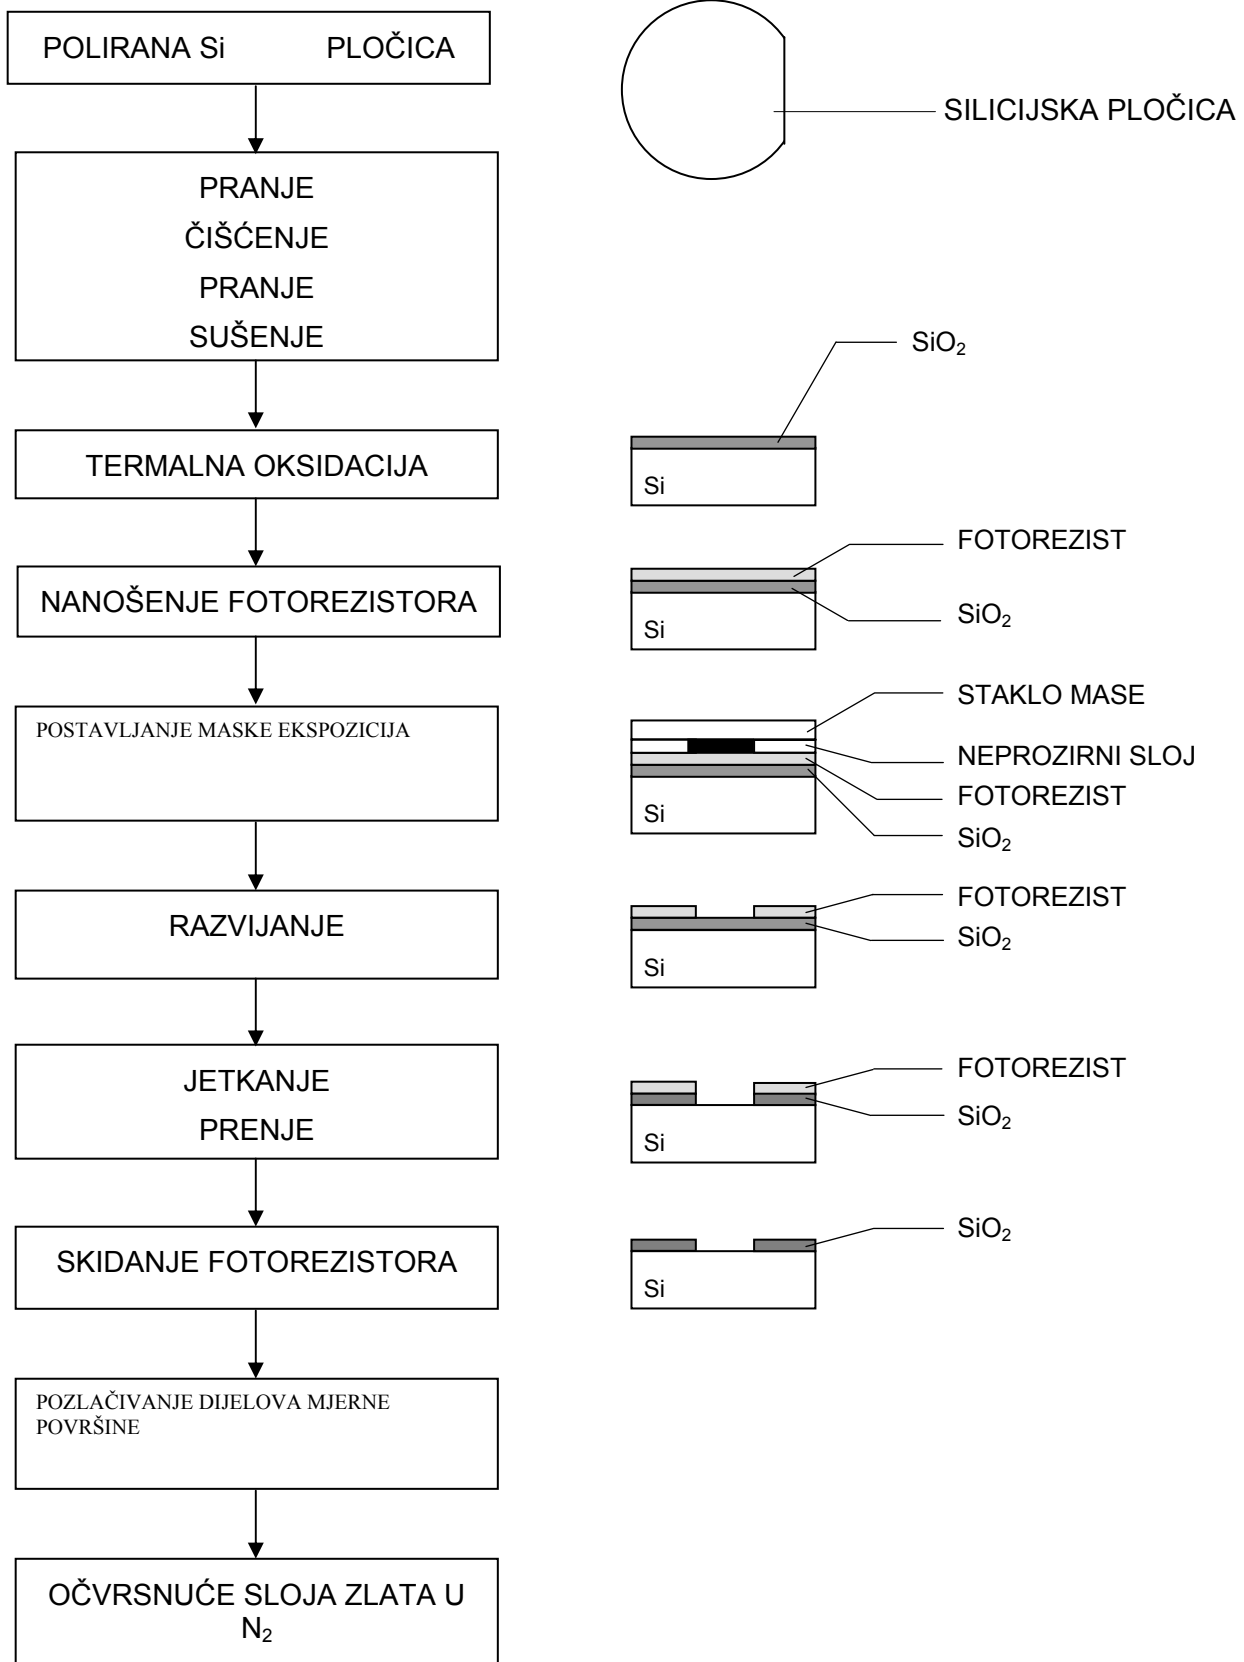 POLIRANA Si PLOČICA
SILICIJSKA PLOČICA
PRANJE
ČIŠĆENJE
PRANJE
SUŠENJE
SiO₂
TERMALNA OKSIDACIJA
Si
FOTOREZIST
NANOŠENJE FOTOREZISTORA
SiO₂
Si
STAKLO MASE
POSTAVLJANJE MASKE EKSPOZICIJA
NEPROZIRNI SLOJ
FOTOREZIST
Si
SiO₂
FOTOREZIST
RAZVIJANJE
SiO₂
Si
FOTOREZIST
JETKANJE
SiO₂
PRENJE
Si
SiO₂
SKIDANJE FOTOREZISTORA
Si
POZLAČIVANJE DIJELOVA MJERNE
POVRŠINE
OČVRSNUĆE SLOJA ZLATA U
N₂